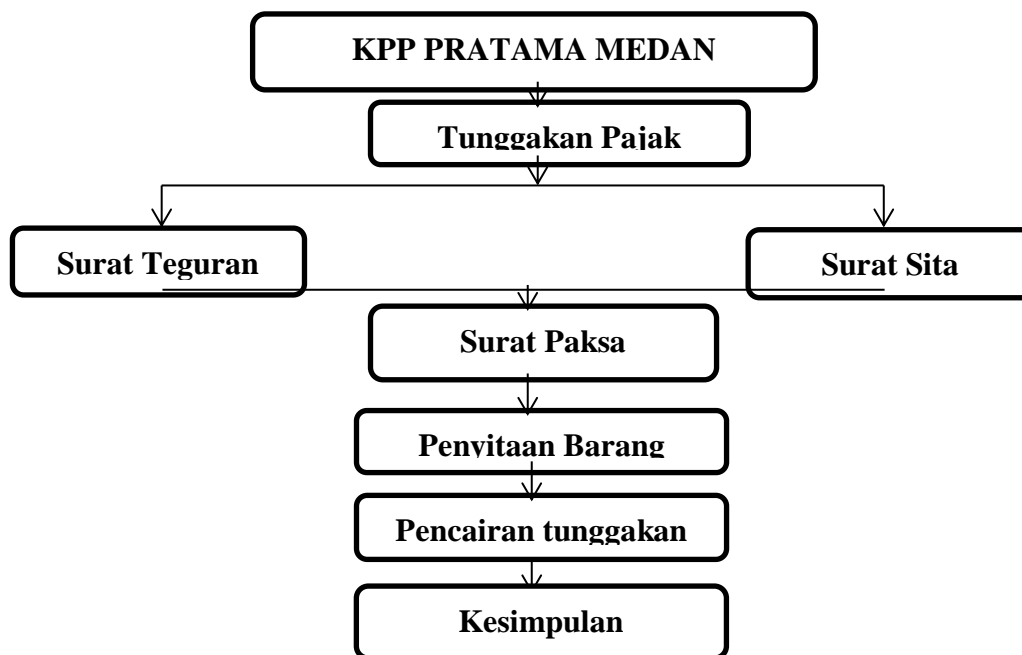 KPP PRATAMA MEDAN
Tunggakan Pajak
Surat Teguran
Surat Sita
Surat Paksa
Penyitaan Barang
Pencairan tunggakan
Kesimpulan